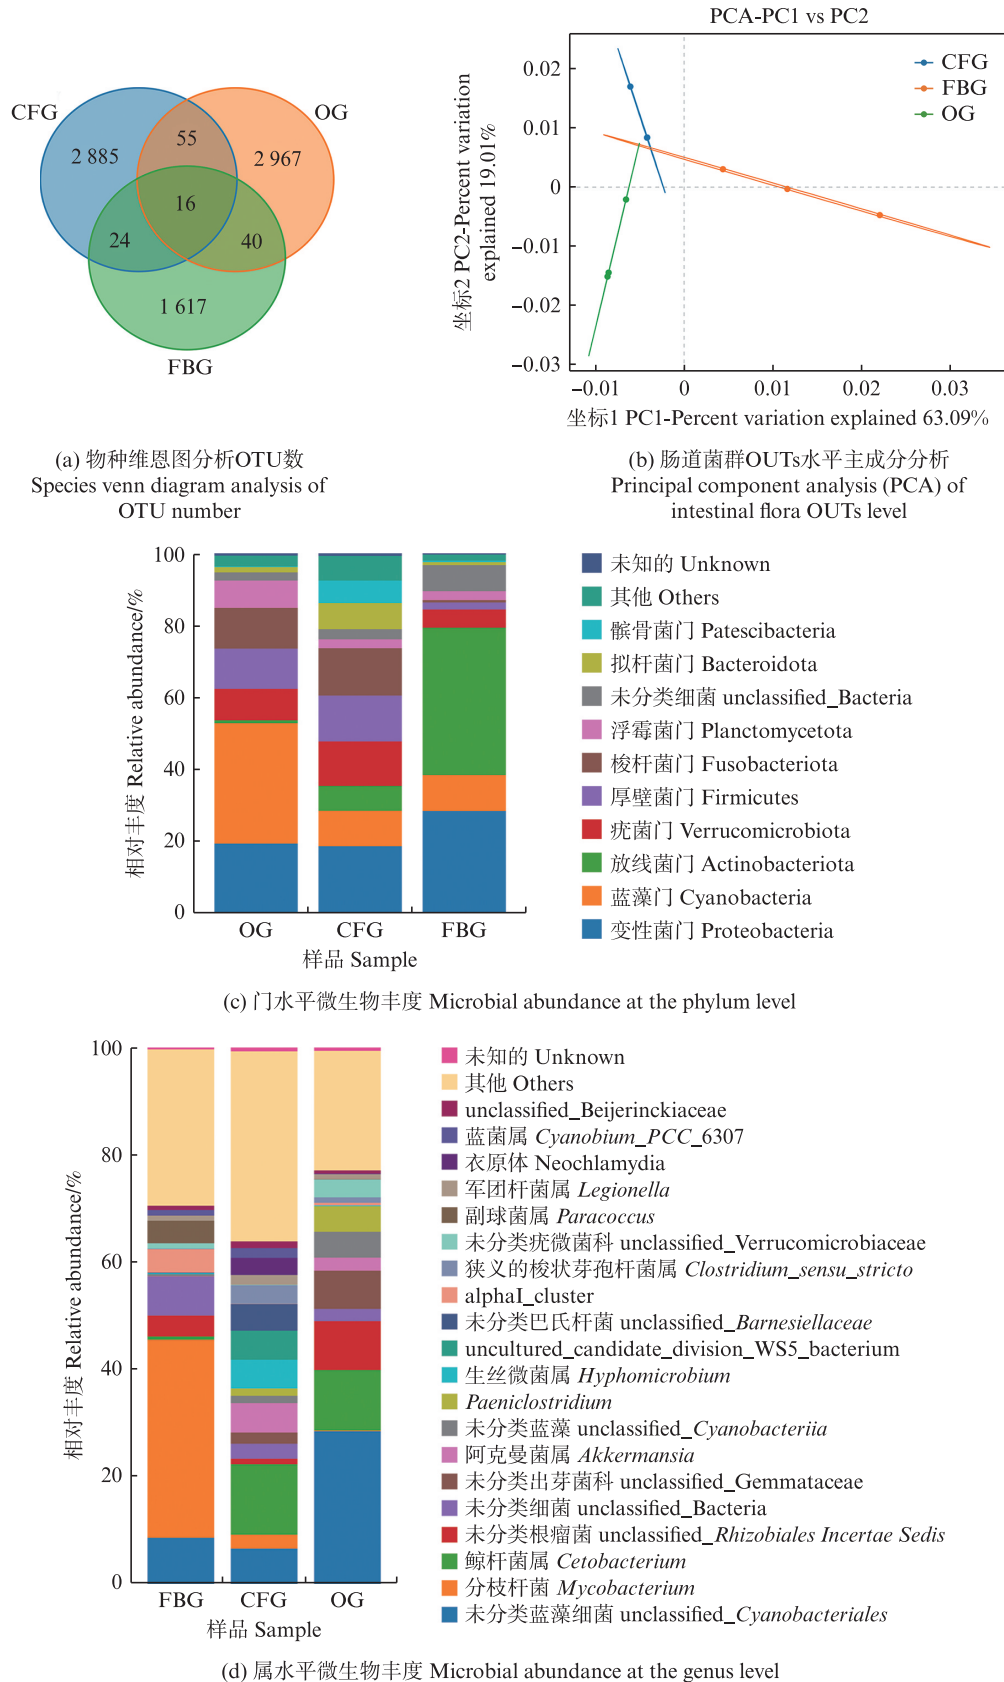 CFG
OG
2 885
55
2 967
16
24
40
1 617
FBG
(a) 物种维恩图分析OTU数
Species venn diagram analysis of
OTU number
PCA-PC1 vs PC2
坐标2 PC2-Percent variation
explained 19.01%
0.02
0.01
0
−0.01
−0.02
−0.03
CFG
FBG
OG
−0.01
0
0.01
0.02
0.03
坐标1 PC1-Percent variation explained 63.09%
(b) 肠道菌群OUTs水平主成分分析
Principal component analysis (PCA) of
intestinal flora OUTs level
相对丰度 Relative abundance/%
100
80
60
40
20
0
OG
CFG
FBG
样品 Sample
未知的 Unknown
其他 Others
髌骨菌门 Patescibacteria
拟杆菌门 Bacteroidota
未分类细菌 unclassified_Bacteria
浮霉菌门 Planctomycetota
梭杆菌门 Fusobacteriota
厚壁菌门 Firmicutes
疣菌门 Verrucomicrobiota
放线菌门 Actinobacteriota
蓝藻门 Cyanobacteria
变性菌门 Proteobacteria
(c) 门水平微生物丰度 Microbial abundance at the phylum level
相对丰度 Relative abundance/%
100
80
60
40
20
0
FBG
CFG
OG
样品 Sample
未知的 Unknown
其他 Others
unclassified_Beijerinckiaceae
蓝菌属 Cyanobium_PCC_6307
衣原体 Neochlamydia
军团杆菌属 Legionella
副球菌属 Paracoccus
未分类疣微菌科 unclassified_Verrucomicrobiaceae
狭义的梭状芽孢杆菌属 Clostridium_sensu_stricto
alphaI_cluster
未分类巴氏杆菌 unclassified_Barnesiellaceae
uncultured_candidate_division_WS5_bacterium
生丝微菌属 Hyphomicrobium
Paeniclostridium
未分类蓝藻 unclassified_Cyanobacteriia
阿克曼菌属 Akkermansia
未分类出芽菌科 unclassified_Gemmataceae
未分类细菌 unclassified_Bacteria
未分类根瘤菌 unclassified_Rhizobiales Incertae Sedis
鲸杆菌属 Cetobacterium
分枝杆菌 Mycobacterium
未分类蓝藻细菌 unclassified_Cyanobacteriales
(d) 属水平微生物丰度 Microbial abundance at the genus level